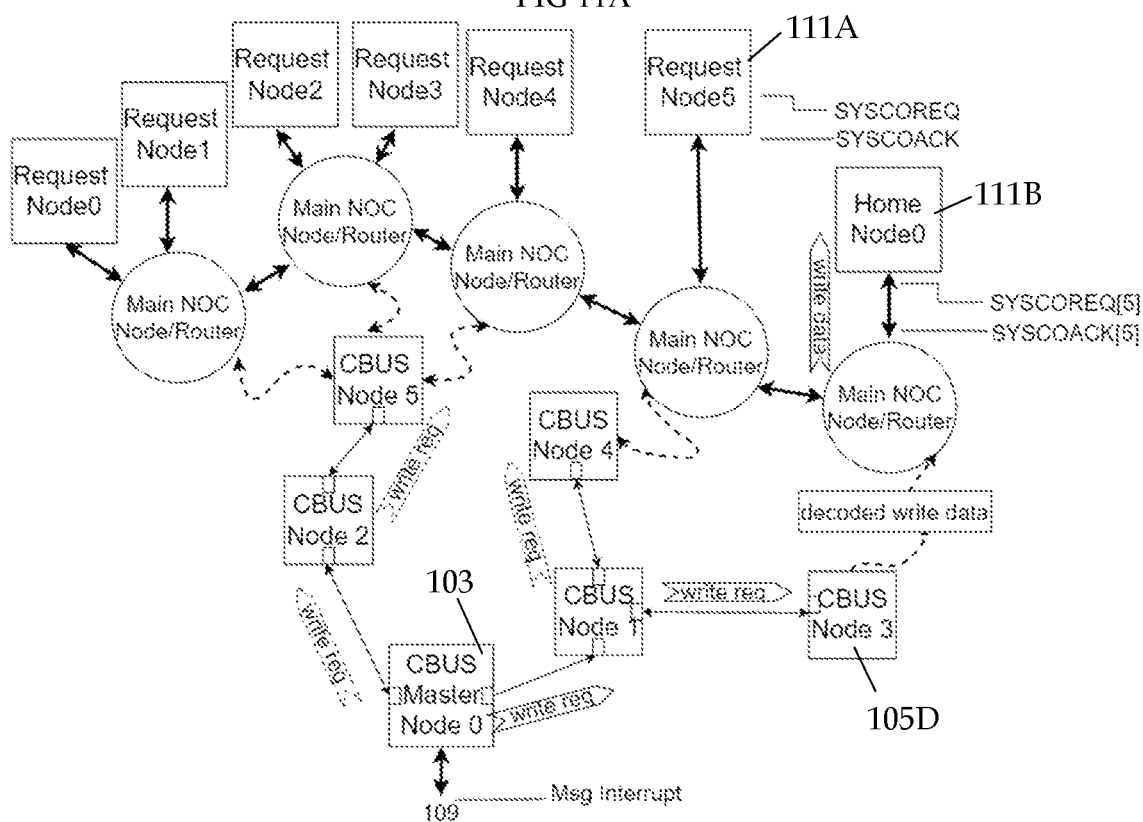 FIG 11A
111A
Request
Node2
Request
Node3
Request
Node4
Request
Node5
Request
Node1
SYSCOREQ
SYSCOACK
Request
Node0
Home
Node0
111B
Main NOC
Node/Router
Main NOC
Node/Router
Main NOC
Node/Router
Main NOC
Node/Router
Main NOC
Node/Router
write data
SYSCOREQ[5]
SYSCOACK[5]
CBUS
Node 5
CBUS
Node 4
write req
write req
CBUS
Node 2
decoded write data
103
CBUS
Node 1
write req
CBUS
Node 3
write req
CBUS
Master
Node 0
write req
105D
109
Msg Interrupt